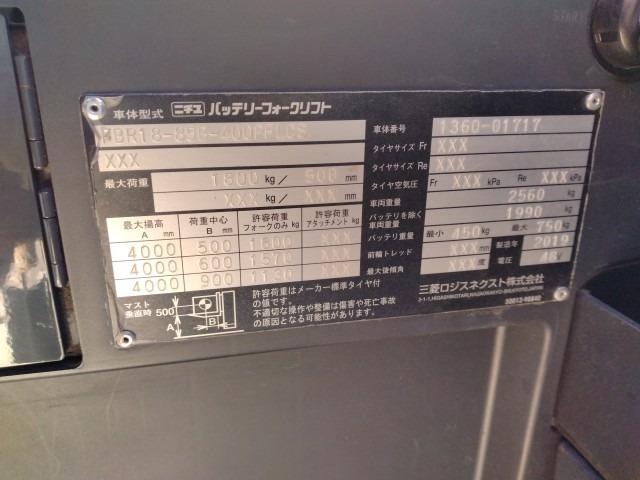 START
車体型式 ニチユ バッテリーフォークリフト
車体番号 1360-01717
タイヤサイズ Fr XXX
XXX タイヤサイズ Re XXX
最大荷重 1800 kg / 500 mm タイヤ空気圧 Fr XXX kPa Re XXX kPa
XXX kg / XXX mm 車両重量 2560 kg
バッテリを除く車両重量 1990 kg
最大揚高 A mm 荷重中心 B mm 許容荷重 フォークのみ kg 許容荷重 アタッチメント kg
バッテリ重量 最小 450 kg 最大 750 kg
4000 500 1800 XXX 前輪トレッド XXX mm 製造年 2019
4000 600 1570 XXX 最大後傾角 XXX 度 電圧 48 V
4000 900 XXX
マスト垂直時 500 A B
許容荷重はメーカー標準タイヤ付の値です。
不適切な操作や整備は傷害や死亡事故
の原因となる可能性があります。
三菱ロジスネクスト株式会社